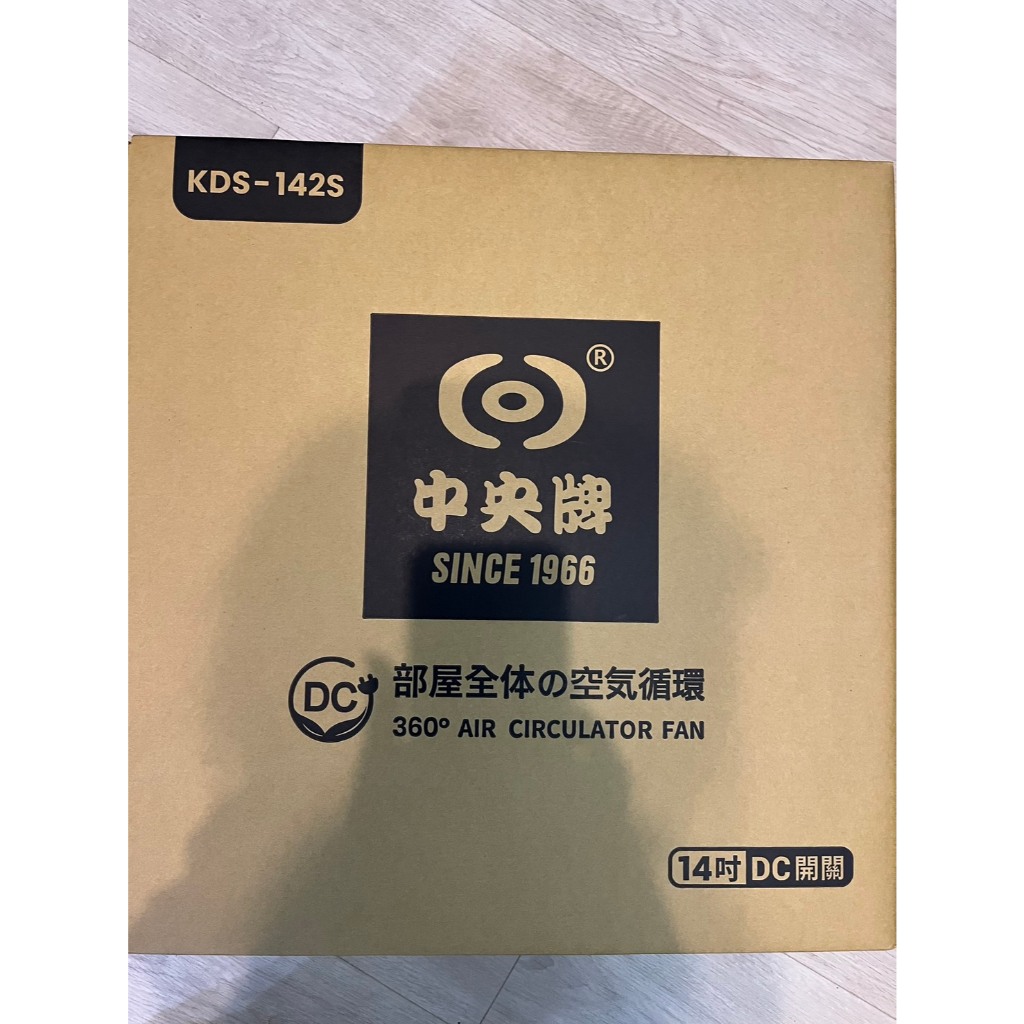 KDS-142S
®
中央牌
SINCE 1966
DC
部屋全体の空気循環
360° AIR CIRCULATOR FAN
14吋 DC開關